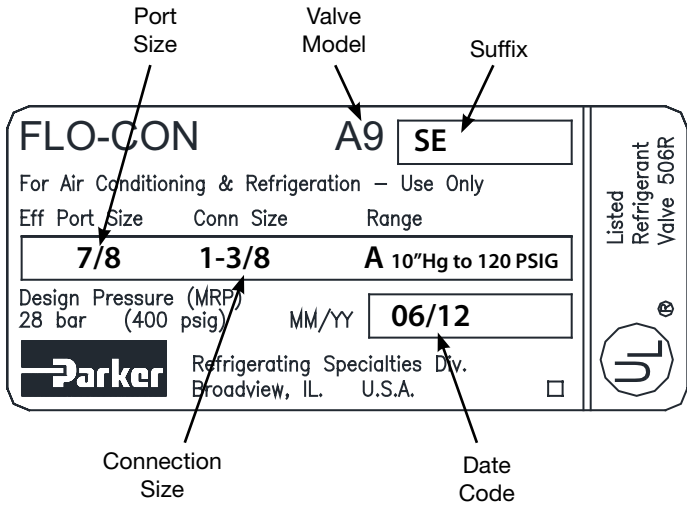 Port Size
Valve Model
Suffix
FLO-CON A9 SE
For Air Conditioning & Refrigeration – Use Only
Eff Port Size Conn Size Range
7/8 1-3/8 A 10"Hg to 120 PSIG
Design Pressure (MRP)
28 bar (400 psig) MM/YY 06/12
Parker
Refrigerating Specialties Div.
Broadview, IL. U.S.A.
Listed
Refrigerant
Valve 506R
UL ®
Connection Size
Date Code